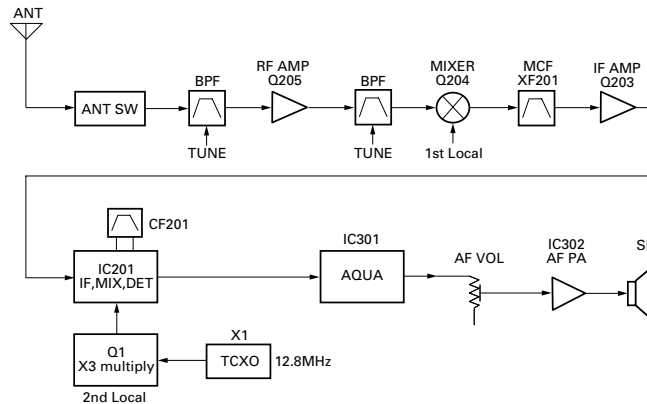 ANT
ANT SW
BPF
TUNE
RF AMP
Q205
BPF
TUNE
MIXER
Q204
1st Local
MCF
XF201
IF AMP
Q203
CF201
IC201
IF,MIX,DET
IC301
AQUA
AF VOL
IC302
AF PA
Q1
X3 multiply
2nd Local
X1
TCXO
12.8MHz